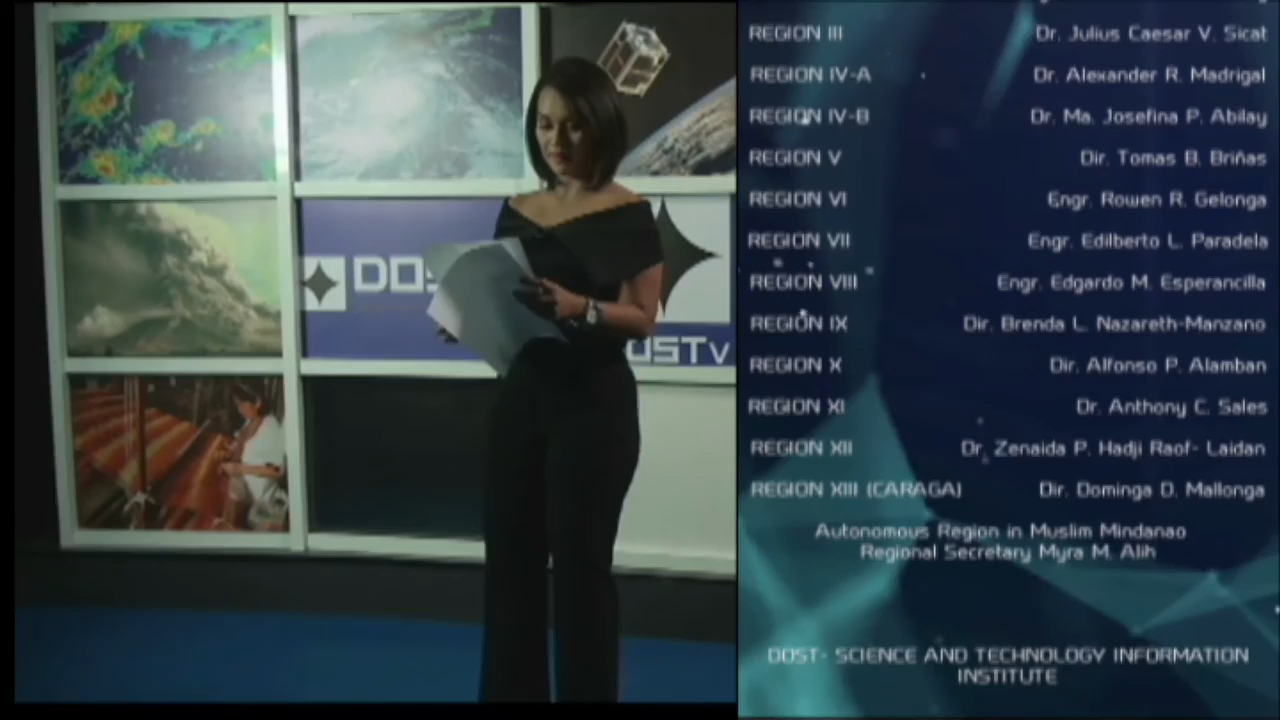 DOST
DOSTv
REGION III Dr. Julius Caesar V. Sicat
REGION IV-A Dr. Alexander R. Madrigal
REGION IV-B Dr. Ma. Josefina P. Abilay
REGION V Dir. Tomas B. Briñas
REGION VI Engr. Rowen R. Gelonga
REGION VII Engr. Edilberto L. Paradela
REGION VIII Engr. Edgardo M. Esperancilla
REGION IX Dir. Brenda L. Nazareth-Manzano
REGION X Dir. Alfonso P. Alamban
REGION XI Dr. Anthony C. Sales
REGION XII Dr. Zenaida P. Hadji Raof- Laidan
REGION XIII (CARAGA) Dir. Dominga D. Mallonga
Autonomous Region in Muslim Mindanao
Regional Secretary Myra M. Alih
DOST- SCIENCE AND TECHNOLOGY INFORMATION
INSTITUTE